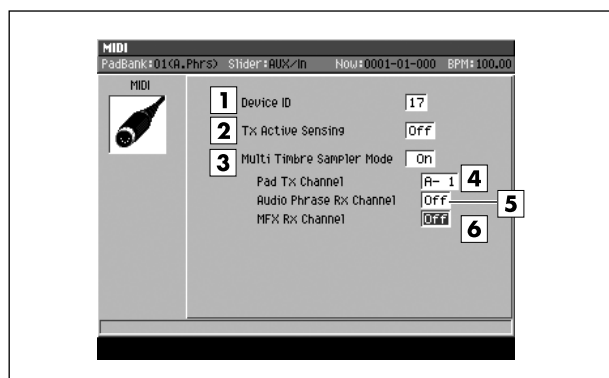 MIDI
PadBank:01(A.Phrs) Slider:AUX/In Now:0001-01-000 BPM:100.00
MIDI
1 Device ID 17
2 Tx Active Sensing Off
3 Multi Timbre Sampler Mode On
Pad Tx Channel A- 1 4
Audio Phrase Rx Channel Off 5
MFX Rx Channel Off 6